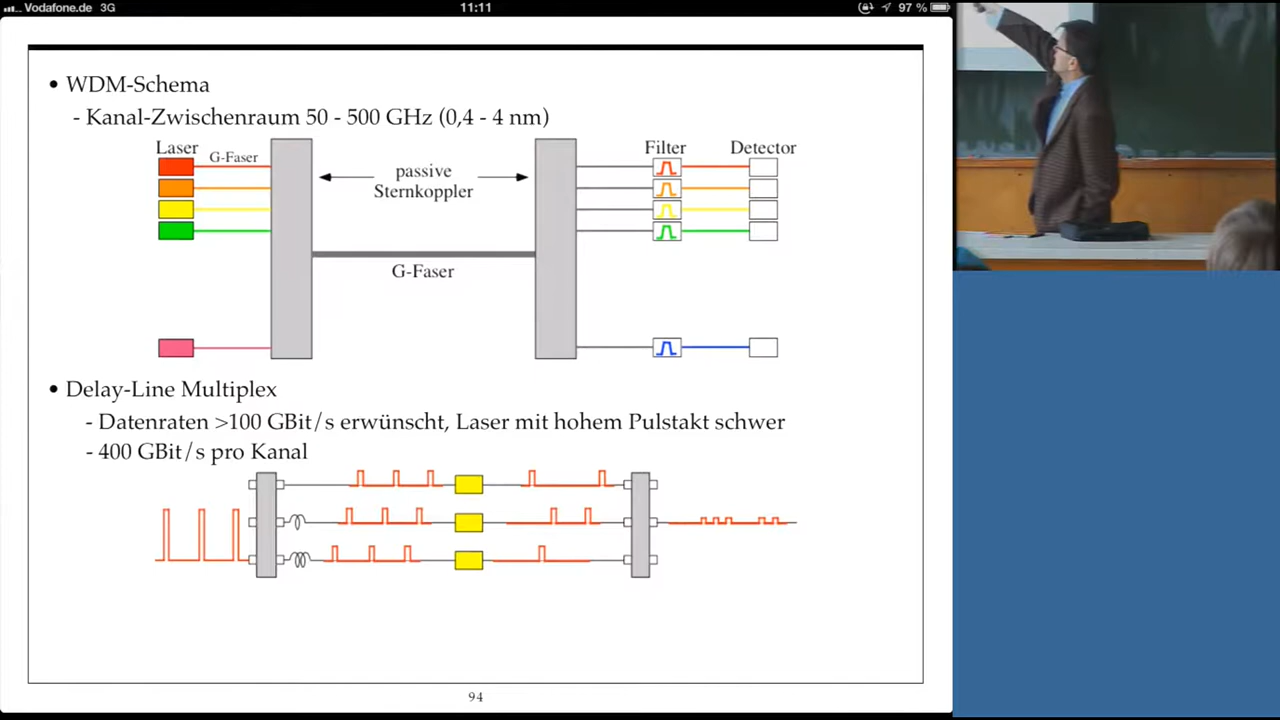 Vodafone.de 3G 11:11 97 %
• WDM-Schema
- Kanal-Zwischenraum 50 - 500 GHz (0,4 - 4 nm)
Laser G-Faser Filter Detector
passive
Sternkoppler
G-Faser
• Delay-Line Multiplex
- Datenraten >100 GBit/s erwünscht, Laser mit hohem Pulstakt schwer
- 400 GBit/s pro Kanal
94